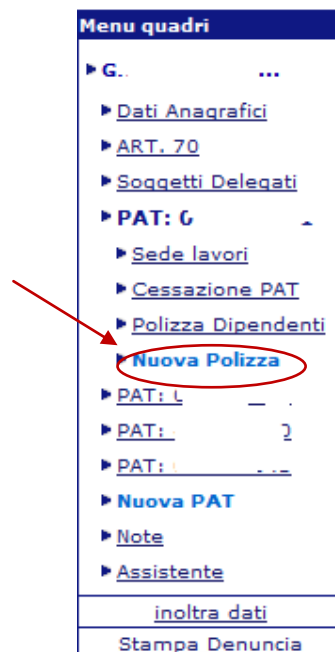 Menu quadri
G. ...
Dati Anagrafici
ART. 70
Soggetti Delegati
PAT:
Sede lavori
Cessazione PAT
Polizza Dipendenti
Nuova Polizza
PAT:
PAT:
PAT:
Nuova PAT
Note
Assistente
inoltra dati
Stampa Denuncia